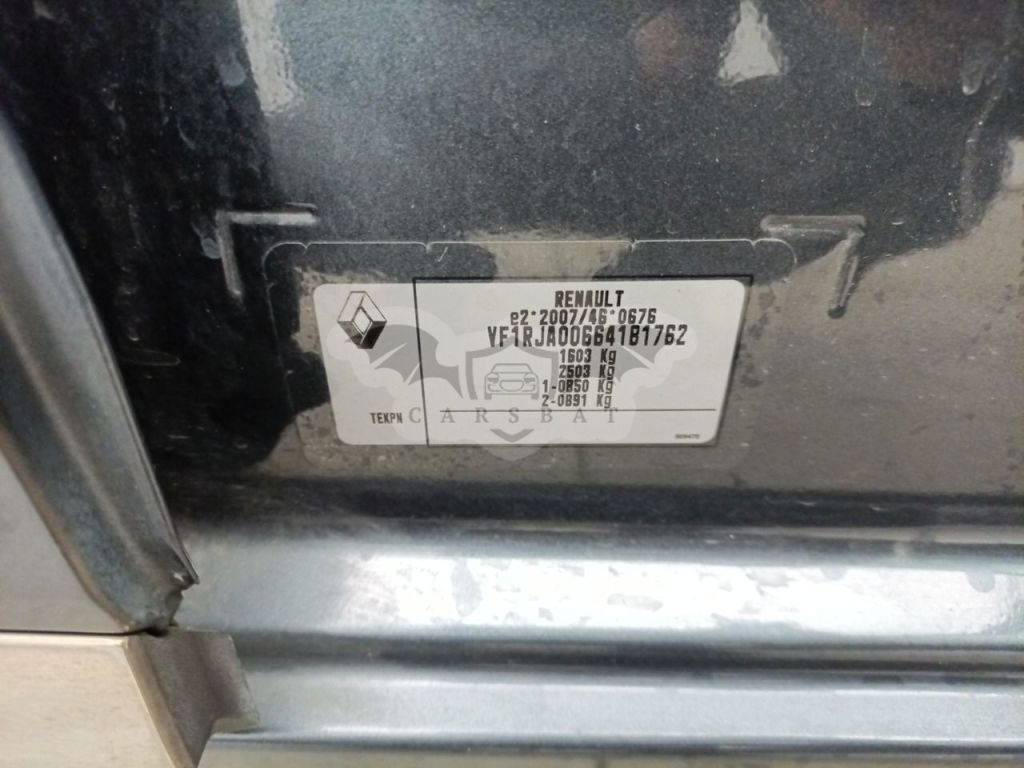 RENAULT
e2*2007/46*0676
VF1RJA00664181762
1603 Kg
2503 Kg
1-0850 Kg
2-0891 Kg
TEKPN
CARSBAT